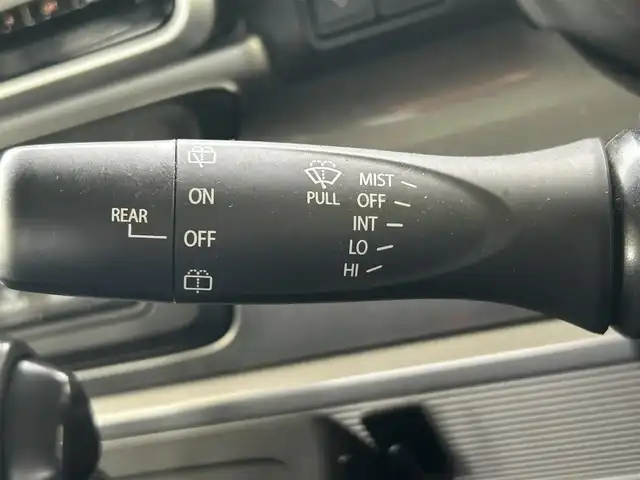 REAR
ON
OFF
PULL
MIST
OFF
INT
LO
HI